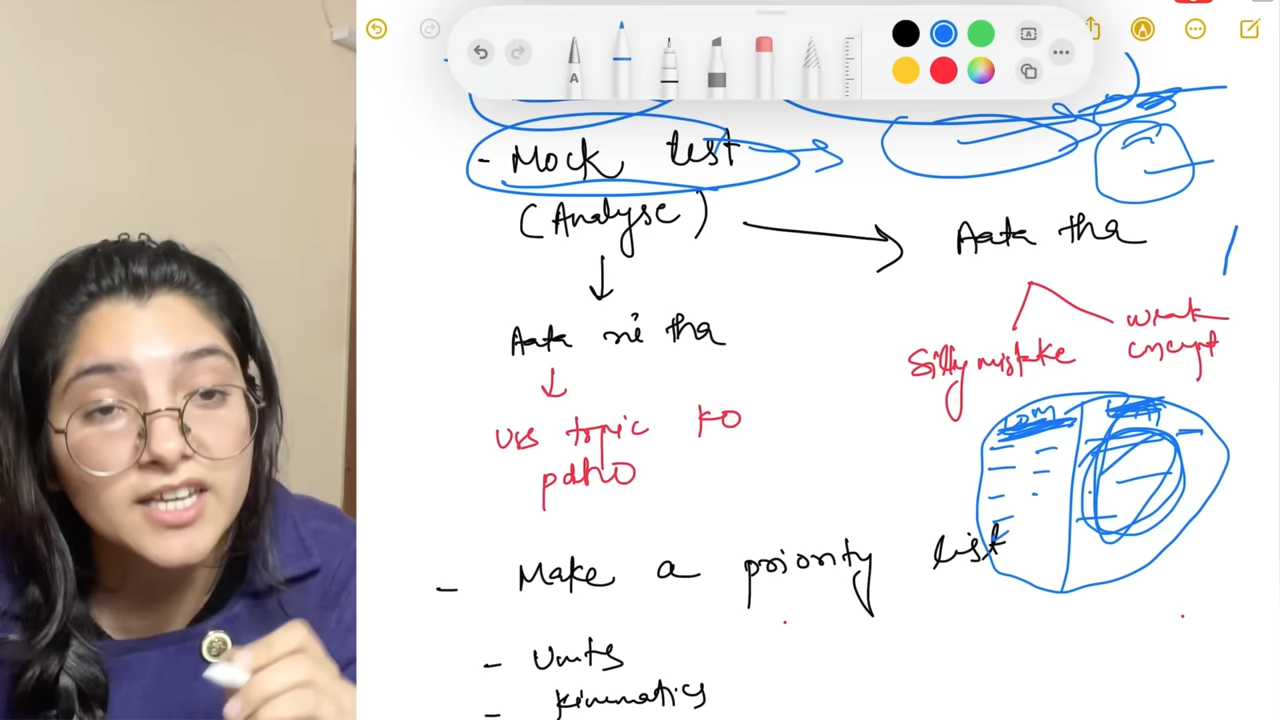 - Mock test
(Analyse)
Aata tha
Aata ni tha
Silly mistake
weak
concept
Uss topic ko
padho
- Make a priority list
- Units
- kinematics